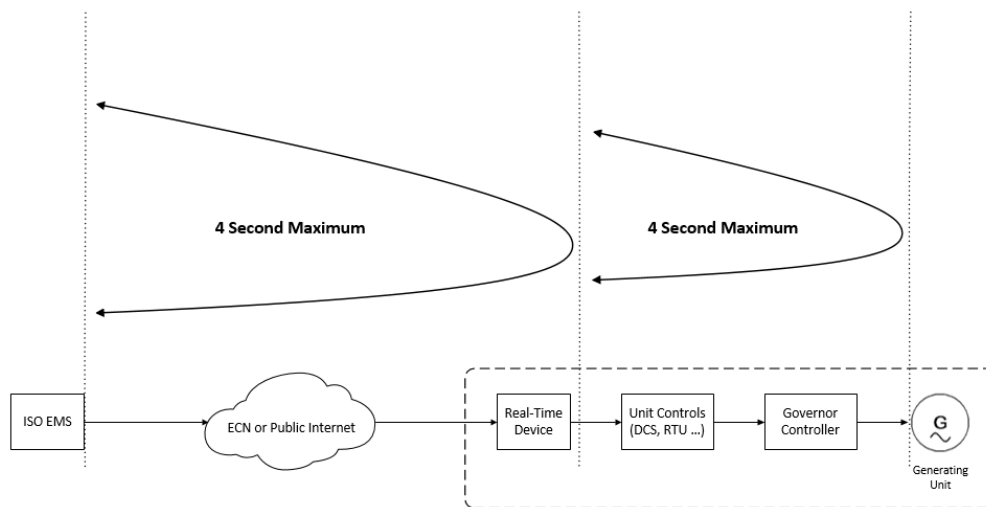 4 Second Maximum
4 Second Maximum
ISO EMS
ECN or Public Internet
Real-Time
Device
Unit Controls
(DCS, RTU ...)
Governor
Controller
G
Generating
Unit